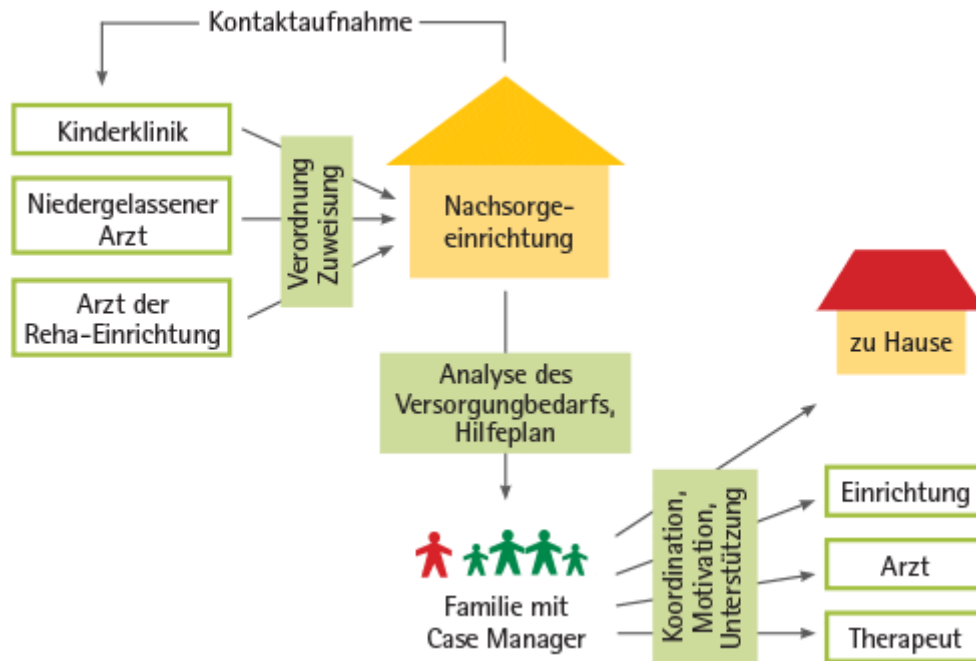 Kontaktaufnahme
Kinderklinik
Niedergelassener
Arzt
Arzt der
Reha-Einrichtung
Verordnung
Zuweisung
Nachsorge-
einrichtung
Analyse des
Versorgungbedarfs,
Hilfeplan
Familie mit
Case Manager
Koordination,
Motivation,
Unterstützung
zu Hause
Einrichtung
Arzt
Therapeut